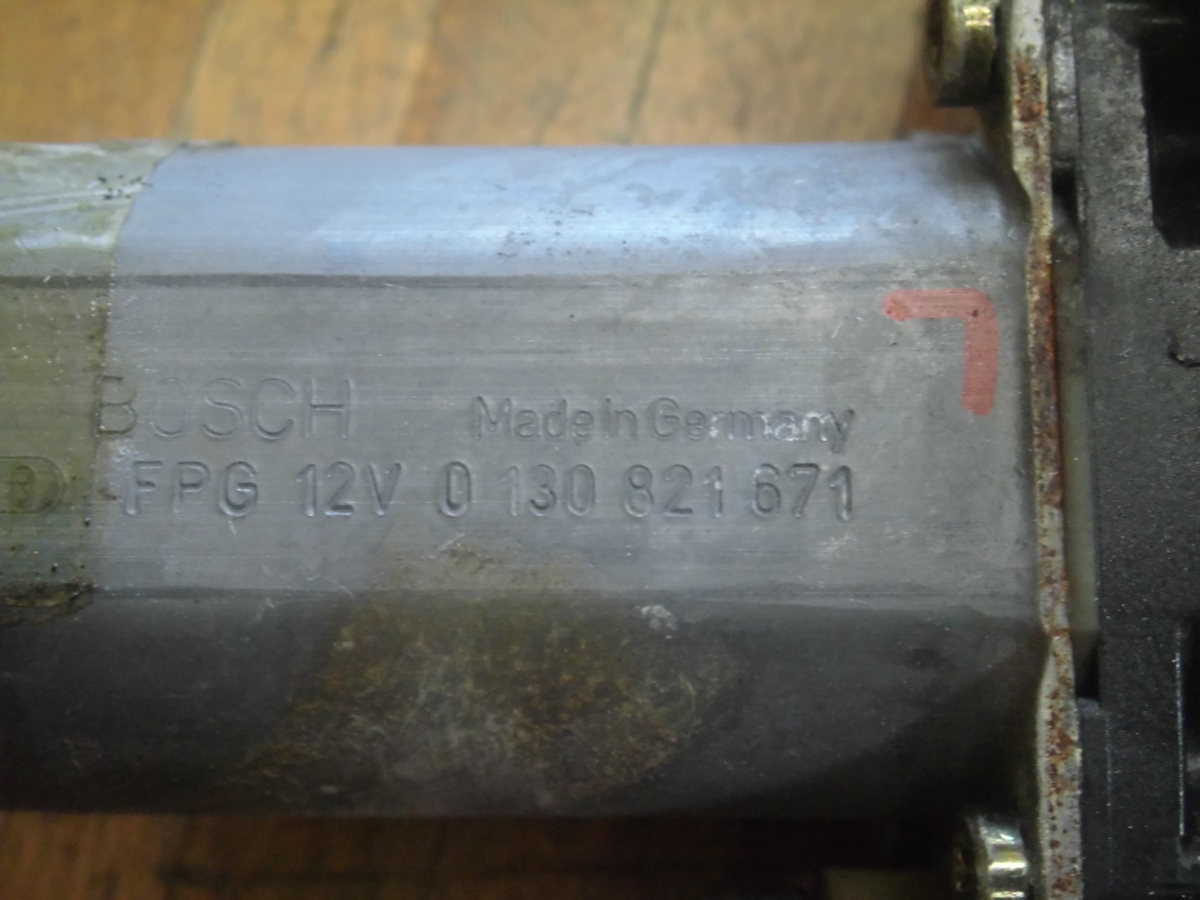 BOSCH Made in Germany
FPG 12V 0 130 821 671